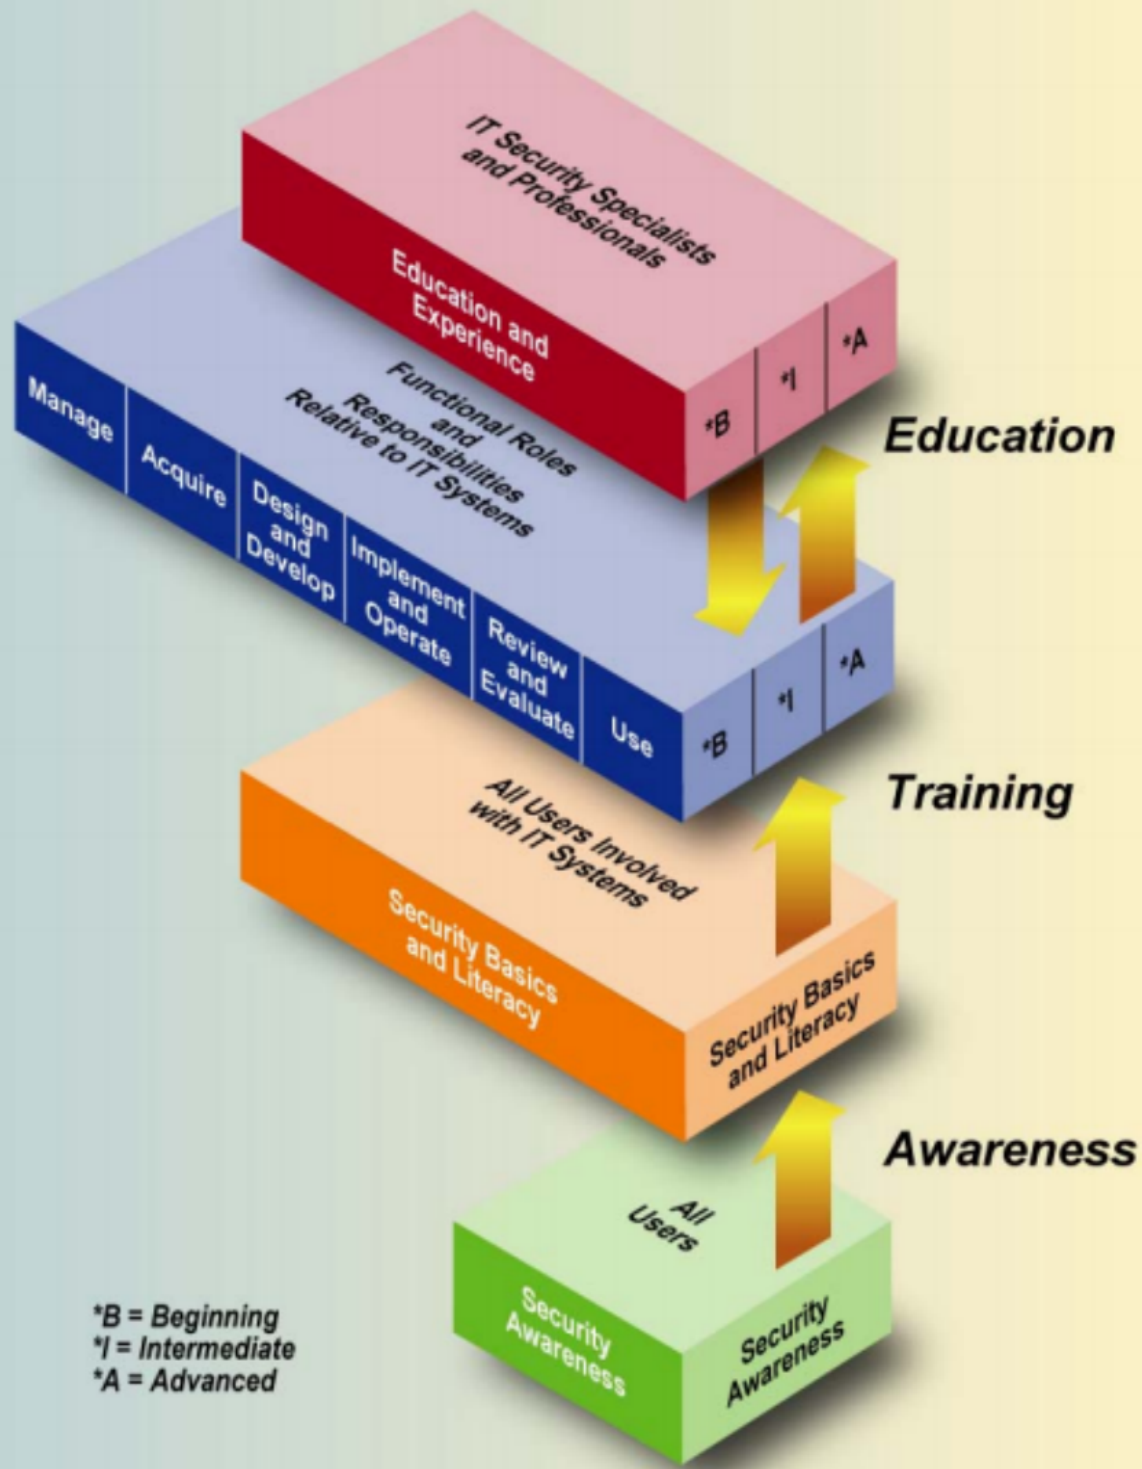 IT Security Specialists
and Professionals
Education and
Experience
*B
*I
*A
Education
Functional Roles
and
Responsibilities
Relative to IT Systems
Manage
Acquire
Design
and
Develop
Implement
and
Operate
Review
and
Evaluate
Use
*B
*I
*A
Training
All Users Involved
with IT Systems
Security Basics
and Literacy
Security Basics
and Literacy
Awareness
All
Users
Security
Awareness
Security
Awareness
*B = Beginning
*I = Intermediate
*A = Advanced